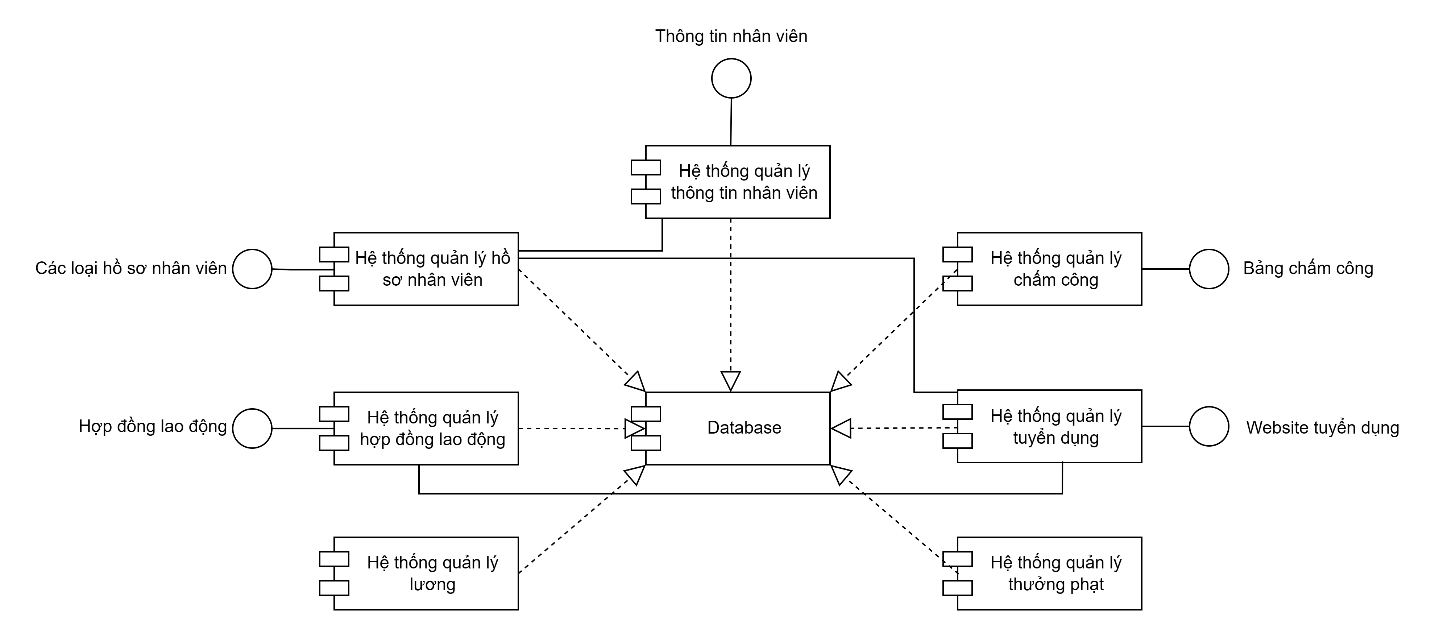 Thông tin nhân viên
Hệ thống quản lý
thông tin nhân viên
Các loại hồ sơ nhân viên
Hệ thống quản lý hồ
sơ nhân viên
Hệ thống quản lý
chấm công
Bảng chấm công
Hợp đồng lao động
Hệ thống quản lý
hợp đồng lao động
Database
Hệ thống quản lý
tuyển dụng
Website tuyển dụng
Hệ thống quản lý
lương
Hệ thống quản lý
thưởng phạt